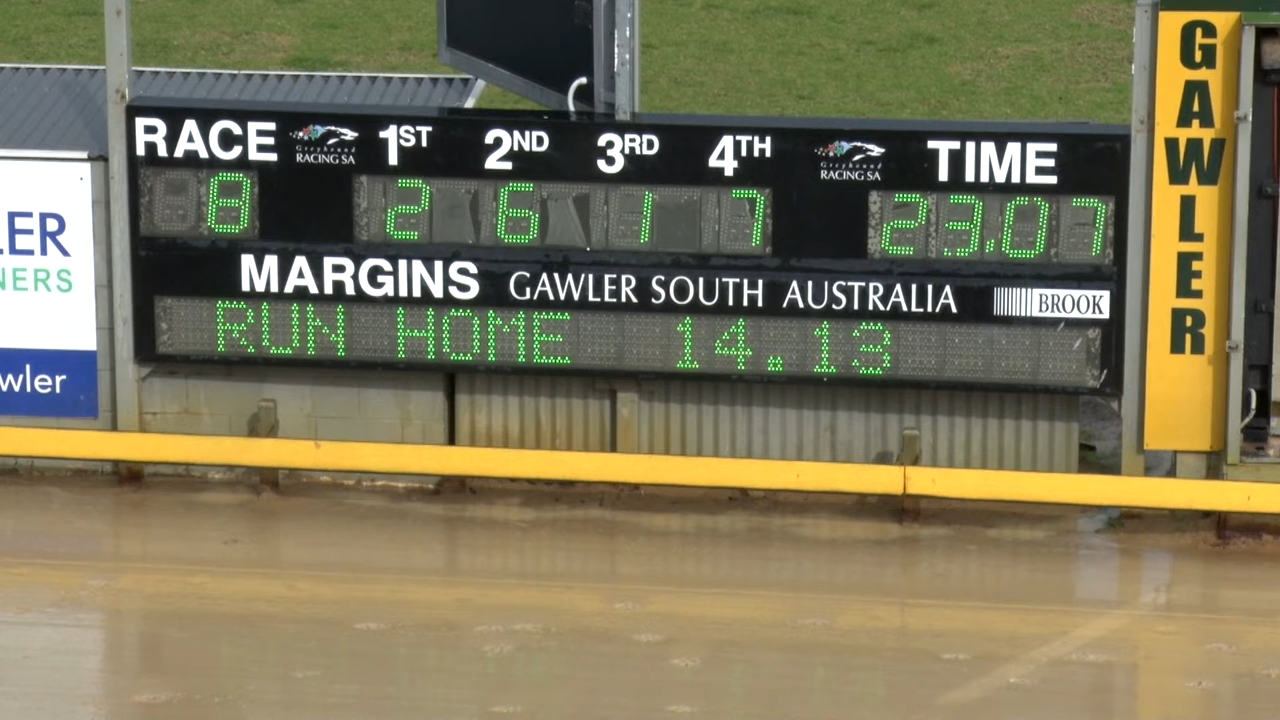 RACE Greyhound RACING SA 1ST 2ND 3RD 4TH Greyhound RACING SA TIME
8 2 6 1 7 23.07
MARGINS GAWLER SOUTH AUSTRALIA BROOK
RUN HOME 14.13
LER
NERS
wler
GAWLER